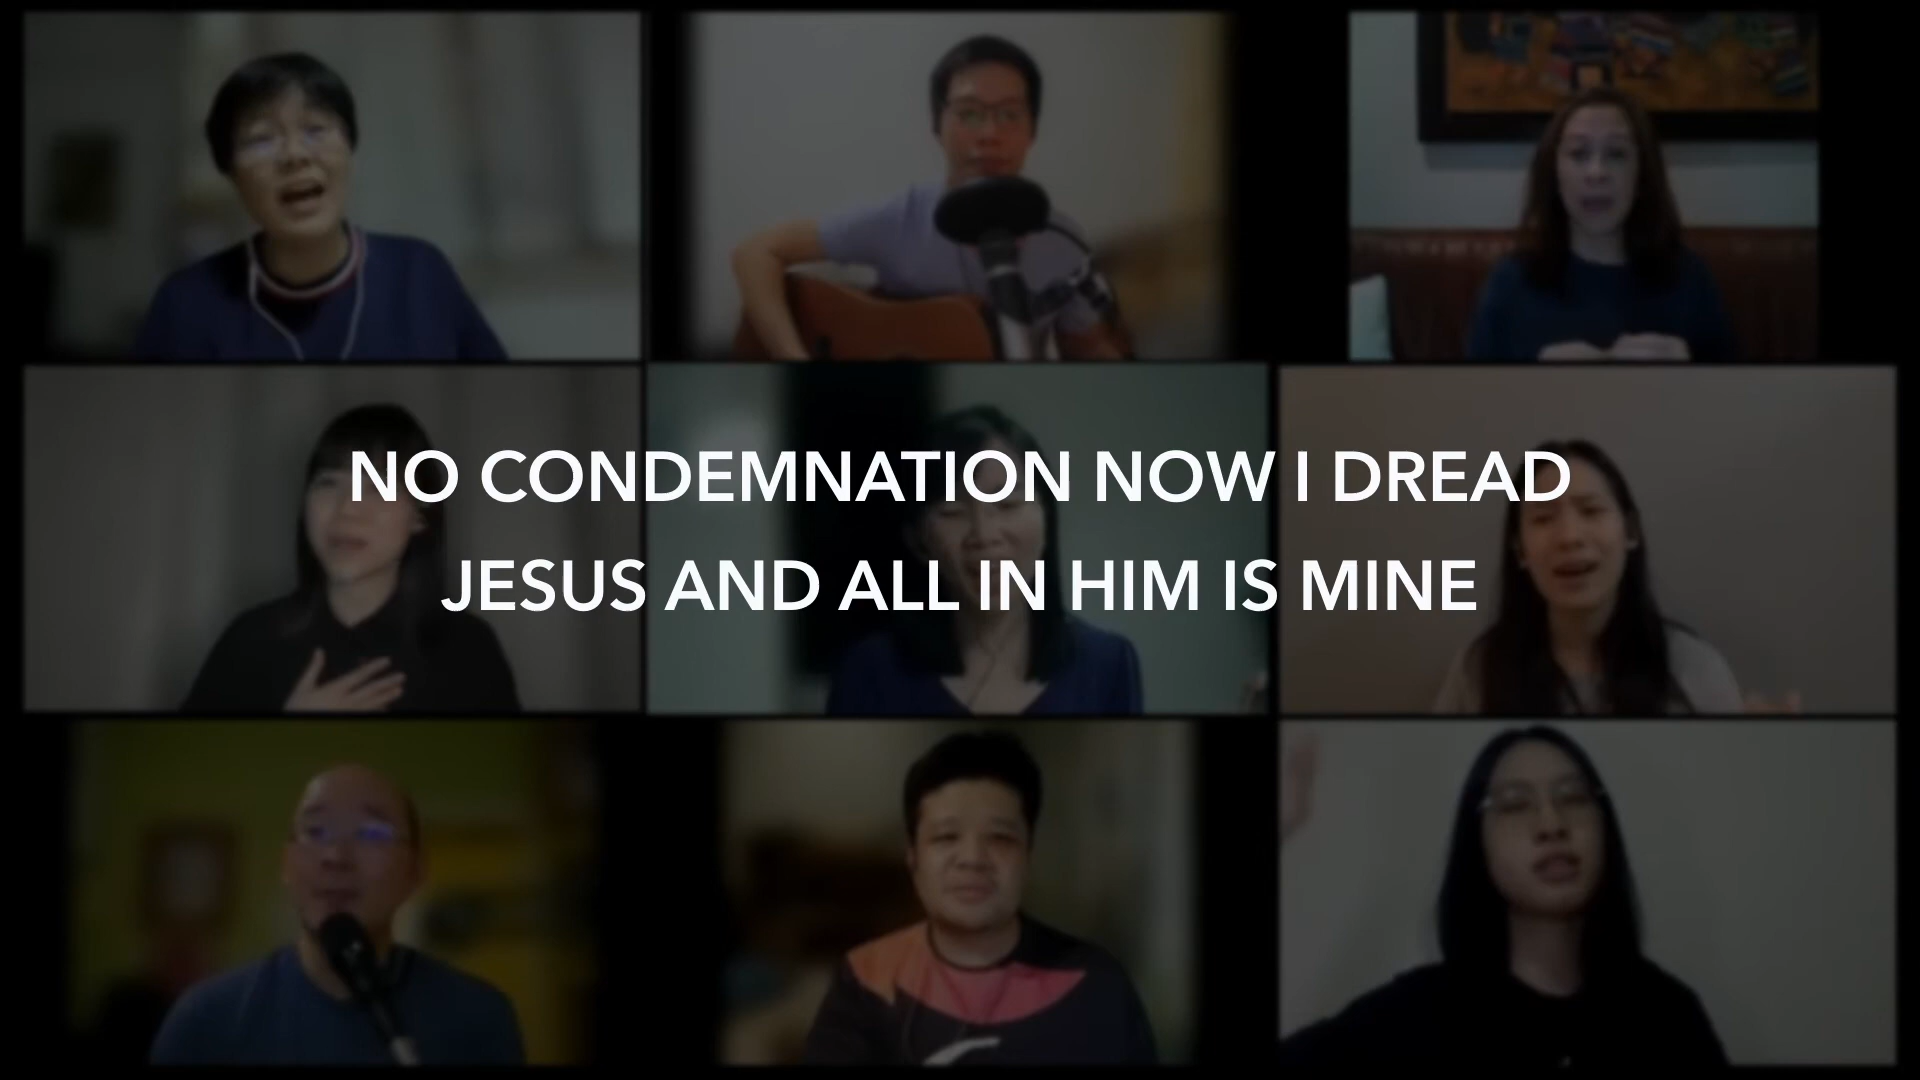 NO CONDEMNATION NOW I DREAD
JESUS AND ALL IN HIM IS MINE